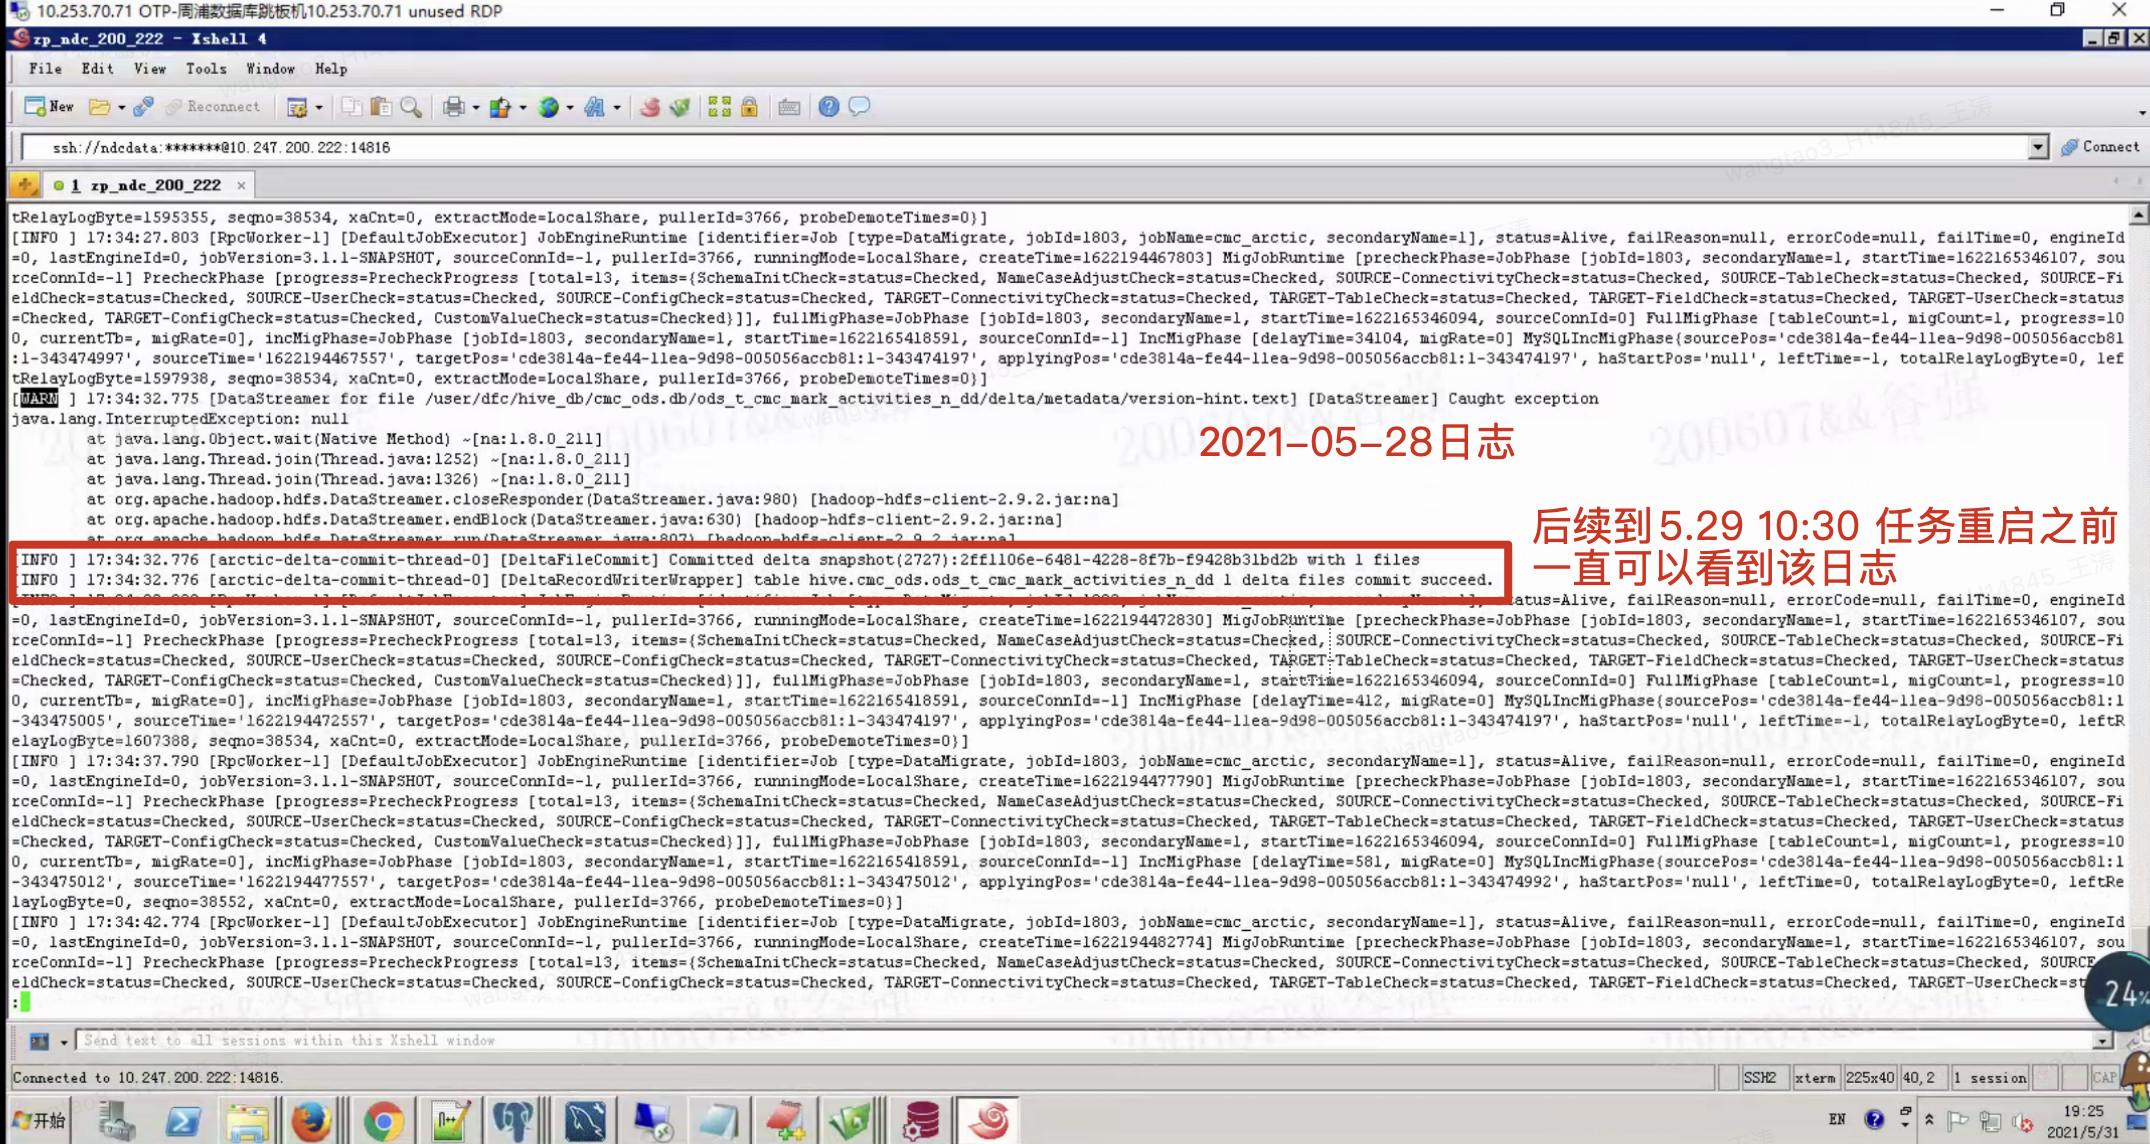 10.253.70.71 OTP-周浦数据库跳板机10.253.70.71 unused RDP
zp_ndc_200_222 - Xshell 4
File Edit View Tools Window Help
New Reconnect
ssh://ndcdata:*******@10.247.200.222:14816
Connect
1 zp_ndc_200_222
tRelayLogByte=1595355, seqno=38534, xaCnt=0, extractMode=LocalShare, pullerId=3766, probeDemoteTimes=0}]
[INFO ] 17:34:27.803 [RpcWorker-1] [DefaultJobExecutor] JobEngineRuntime [identifier=Job [type=DataMigrate, jobId=1803, jobName=cmc_arctic, secondaryName=1], status=Alive, failReason=null, errorCode=null, failTime=0, engineId
=0, lastEngineId=0, jobVersion=3.1.1-SNAPSHOT, sourceConnId=-1, pullerId=3766, runningMode=LocalShare, createTime=1622194467803] MigJobRuntime [precheckPhase=JobPhase [jobId=1803, secondaryName=1, startTime=1622165346107, sou
rceConnId=-1] PrecheckPhase [progress=PrecheckProgress [total=13, items={SchemaInitCheck=status=Checked, NameCaseAdjustCheck=status=Checked, SOURCE-ConnectivityCheck=status=Checked, SOURCE-TableCheck=status=Checked, SOURCE-Fi
eldCheck=status=Checked, SOURCE-UserCheck=status=Checked, SOURCE-ConfigCheck=status=Checked, TARGET-ConnectivityCheck=status=Checked, TARGET-TableCheck=status=Checked, TARGET-FieldCheck=status=Checked, TARGET-UserCheck=status
=Checked, TARGET-ConfigCheck=status=Checked, CustomValueCheck=status=Checked}]], fullMigPhase=JobPhase [jobId=1803, secondaryName=1, startTime=1622165346094, sourceConnId=0] FullMigPhase [tableCount=1, migCount=1, progress=10
0, currentTb=, migRate=0], incMigPhase=JobPhase [jobId=1803, secondaryName=1, startTime=1622165418591, sourceConnId=-1] IncMigPhase [delayTime=34104, migRate=0] MySQLIncMigPhase{sourcePos='cde3814a-fe44-11ea-9d98-005056accb81
:1-343474997', sourceTime='1622194467557', targetPos='cde3814a-fe44-11ea-9d98-005056accb81:1-343474197', applyingPos='cde3814a-fe44-11ea-9d98-005056accb81:1-343474197', haStartPos='null', leftTime=-1, totalRelayLogByte=0, lef
tRelayLogByte=1597938, seqno=38534, xaCnt=0, extractMode=LocalShare, pullerId=3766, probeDemoteTimes=0}]
[WARN ] 17:34:32.775 [DataStreamer for file /user/dfc/hive_db/cmc_ods.db/ods_t_cmc_mark_activities_n_dd/delta/metadata/version-hint.text] [DataStreamer] Caught exception
java.lang.InterruptedException: null
at java.lang.Object.wait(Native Method) ~[na:1.8.0_211]
at java.lang.Thread.join(Thread.java:1252) ~[na:1.8.0_211]
at java.lang.Thread.join(Thread.java:1326) ~[na:1.8.0_211]
at org.apache.hadoop.hdfs.DataStreamer.closeResponder(DataStreamer.java:980) [hadoop-hdfs-client-2.9.2.jar:na]
at org.apache.hadoop.hdfs.DataStreamer.endBlock(DataStreamer.java:630) [hadoop-hdfs-client-2.9.2.jar:na]
at org.apache.hadoop.hdfs.DataStreamer.run(DataStreamer.java:807) [hadoop-hdfs-client-2.9.2.jar:na]
2021-05-28日志
后续到5.29 10:30 任务重启之前
一直可以看到该日志
[INFO ] 17:34:32.776 [arctic-delta-commit-thread-0] [DeltaFileCommit] Committed delta snapshot(2727):2ff1106e-6481-4228-8f7b-f9428b31bd2b with 1 files
[INFO ] 17:34:32.776 [arctic-delta-commit-thread-0] [DeltaRecordWriterWrapper] table hive.cmc_ods.ods_t_cmc_mark_activities_n_dd 1 delta files commit succeed.
tatus=Alive, failReason=null, errorCode=null, failTime=0, engineId
=0, lastEngineId=0, jobVersion=3.1.1-SNAPSHOT, sourceConnId=-1, pullerId=3766, runningMode=LocalShare, createTime=1622194472830] MigJobRuntime [precheckPhase=JobPhase [jobId=1803, secondaryName=1, startTime=1622165346107, sou
rceConnId=-1] PrecheckPhase [progress=PrecheckProgress [total=13, items={SchemaInitCheck=status=Checked, NameCaseAdjustCheck=status=Checked, SOURCE-ConnectivityCheck=status=Checked, SOURCE-TableCheck=status=Checked, SOURCE-Fi
eldCheck=status=Checked, SOURCE-UserCheck=status=Checked, SOURCE-ConfigCheck=status=Checked, TARGET-ConnectivityCheck=status=Checked, TARGET-TableCheck=status=Checked, TARGET-FieldCheck=status=Checked, TARGET-UserCheck=status
=Checked, TARGET-ConfigCheck=status=Checked, CustomValueCheck=status=Checked}]], fullMigPhase=JobPhase [jobId=1803, secondaryName=1, startTime=1622165346094, sourceConnId=0] FullMigPhase [tableCount=1, migCount=1, progress=10
0, currentTb=, migRate=0], incMigPhase=JobPhase [jobId=1803, secondaryName=1, startTime=1622165418591, sourceConnId=-1] IncMigPhase [delayTime=412, migRate=0] MySQLIncMigPhase{sourcePos='cde3814a-fe44-11ea-9d98-005056accb81:1
-343475005', sourceTime='1622194472557', targetPos='cde3814a-fe44-11ea-9d98-005056accb81:1-343474197', applyingPos='cde3814a-fe44-11ea-9d98-005056accb81:1-343474197', haStartPos='null', leftTime=-1, totalRelayLogByte=0, leftR
elayLogByte=1607388, seqno=38534, xaCnt=0, extractMode=LocalShare, pullerId=3766, probeDemoteTimes=0}]
[INFO ] 17:34:37.790 [RpcWorker-1] [DefaultJobExecutor] JobEngineRuntime [identifier=Job [type=DataMigrate, jobId=1803, jobName=cmc_arctic, secondaryName=1], status=Alive, failReason=null, errorCode=null, failTime=0, engineId
=0, lastEngineId=0, jobVersion=3.1.1-SNAPSHOT, sourceConnId=-1, pullerId=3766, runningMode=LocalShare, createTime=1622194477790] MigJobRuntime [precheckPhase=JobPhase [jobId=1803, secondaryName=1, startTime=1622165346107, sou
rceConnId=-1] PrecheckPhase [progress=PrecheckProgress [total=13, items={SchemaInitCheck=status=Checked, NameCaseAdjustCheck=status=Checked, SOURCE-ConnectivityCheck=status=Checked, SOURCE-TableCheck=status=Checked, SOURCE-Fi
eldCheck=status=Checked, SOURCE-UserCheck=status=Checked, SOURCE-ConfigCheck=status=Checked, TARGET-ConnectivityCheck=status=Checked, TARGET-TableCheck=status=Checked, TARGET-FieldCheck=status=Checked, TARGET-UserCheck=status
=Checked, TARGET-ConfigCheck=status=Checked, CustomValueCheck=status=Checked}]], fullMigPhase=JobPhase [jobId=1803, secondaryName=1, startTime=1622165346094, sourceConnId=0] FullMigPhase [tableCount=1, migCount=1, progress=10
0, currentTb=, migRate=0], incMigPhase=JobPhase [jobId=1803, secondaryName=1, startTime=1622165418591, sourceConnId=-1] IncMigPhase [delayTime=581, migRate=0] MySQLIncMigPhase{sourcePos='cde3814a-fe44-11ea-9d98-005056accb81:1
-343475012', sourceTime='1622194477557', targetPos='cde3814a-fe44-11ea-9d98-005056accb81:1-343475012', applyingPos='cde3814a-fe44-11ea-9d98-005056accb81:1-343474992', haStartPos='null', leftTime=0, totalRelayLogByte=0, leftRe
layLogByte=0, seqno=38552, xaCnt=0, extractMode=LocalShare, pullerId=3766, probeDemoteTimes=0}]
[INFO ] 17:34:42.774 [RpcWorker-1] [DefaultJobExecutor] JobEngineRuntime [identifier=Job [type=DataMigrate, jobId=1803, jobName=cmc_arctic, secondaryName=1], status=Alive, failReason=null, errorCode=null, failTime=0, engineId
=0, lastEngineId=0, jobVersion=3.1.1-SNAPSHOT, sourceConnId=-1, pullerId=3766, runningMode=LocalShare, createTime=1622194482774] MigJobRuntime [precheckPhase=JobPhase [jobId=1803, secondaryName=1, startTime=1622165346107, sou
rceConnId=-1] PrecheckPhase [progress=PrecheckProgress [total=13, items={SchemaInitCheck=status=Checked, NameCaseAdjustCheck=status=Checked, SOURCE-ConnectivityCheck=status=Checked, SOURCE-TableCheck=status=Checked, SOURCE
eldCheck=status=Checked, SOURCE-UserCheck=status=Checked, SOURCE-ConfigCheck=status=Checked, TARGET-ConnectivityCheck=status=Checked, TARGET-TableCheck=status=Checked, TARGET-FieldCheck=status=Checked, TARGET-UserCheck=st
:
24%
Send text to all sessions within this Xshell window
Connected to 10.247.200.222:14816.
SSH2 xterm 225x40 40,2 1 session CAP
开始
EN
19:25
2021/5/31